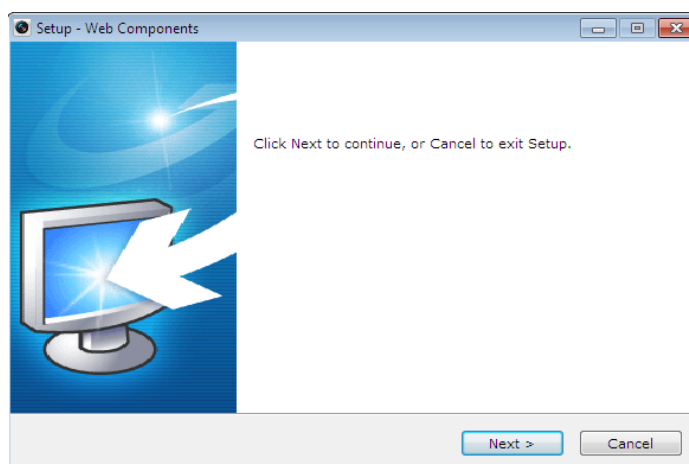 Setup - Web Components
Click Next to continue, or Cancel to exit Setup.
Next >
Cancel